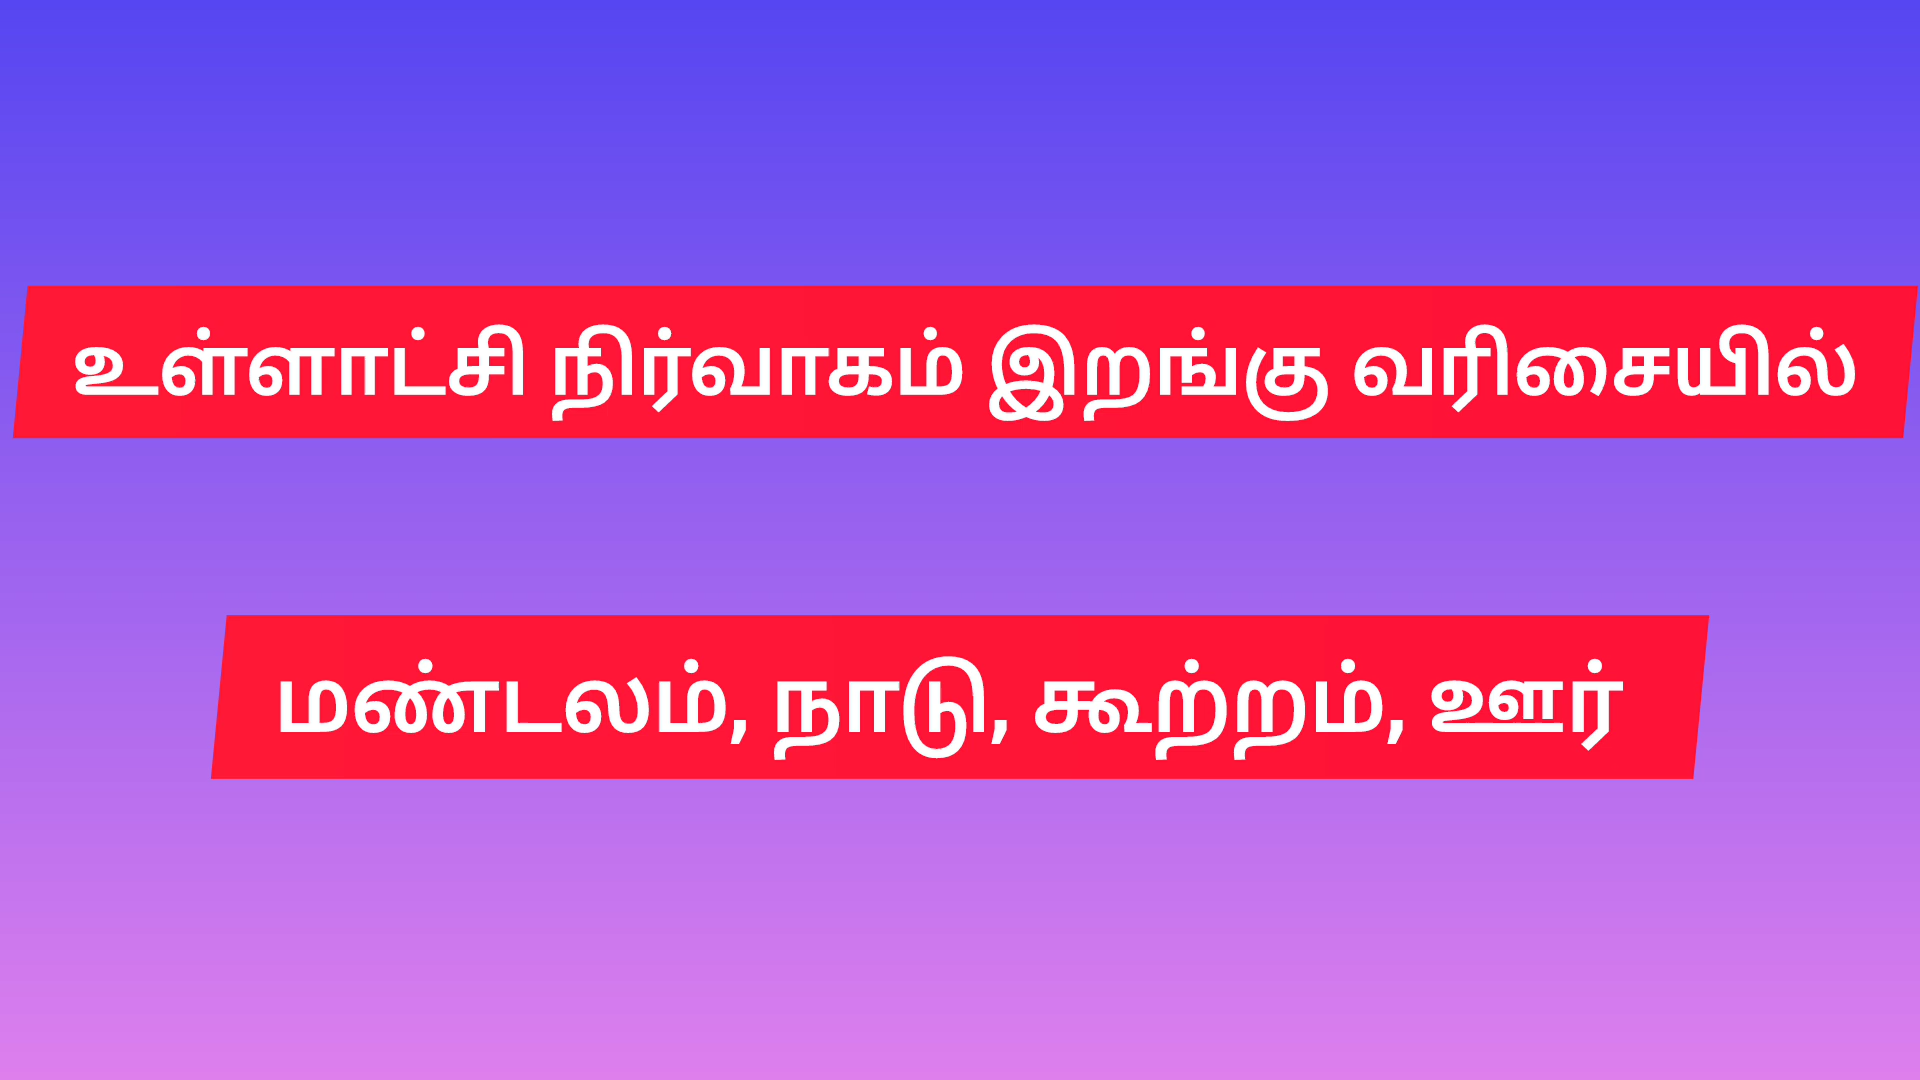 உள்ளாட்சி நிர்வாகம் இறங்கு வரிசையில்
மண்டலம், நாடு, கூற்றம், ஊர்